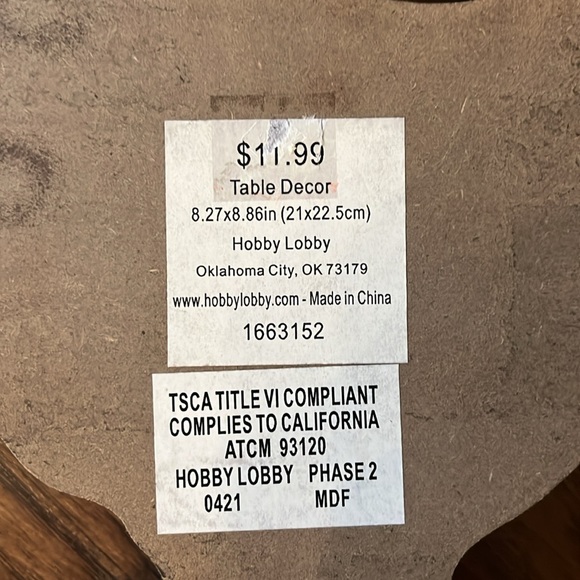 $11.99
Table Decor
8.27x8.86in (21x22.5cm)
Hobby Lobby
Oklahoma City, OK 73179
www.hobbylobby.com - Made in China
1663152
TSCA TITLE VI COMPLIANT
COMPLIES TO CALIFORNIA
ATCM 93120
HOBBY LOBBY PHASE 2
0421 MDF